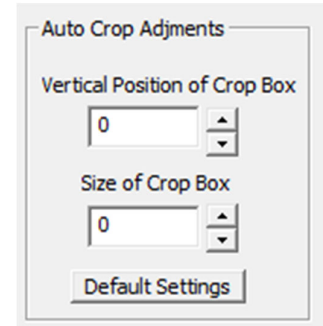 Auto Crop Adjments
Vertical Position of Crop Box
0
Size of Crop Box
0
Default Settings